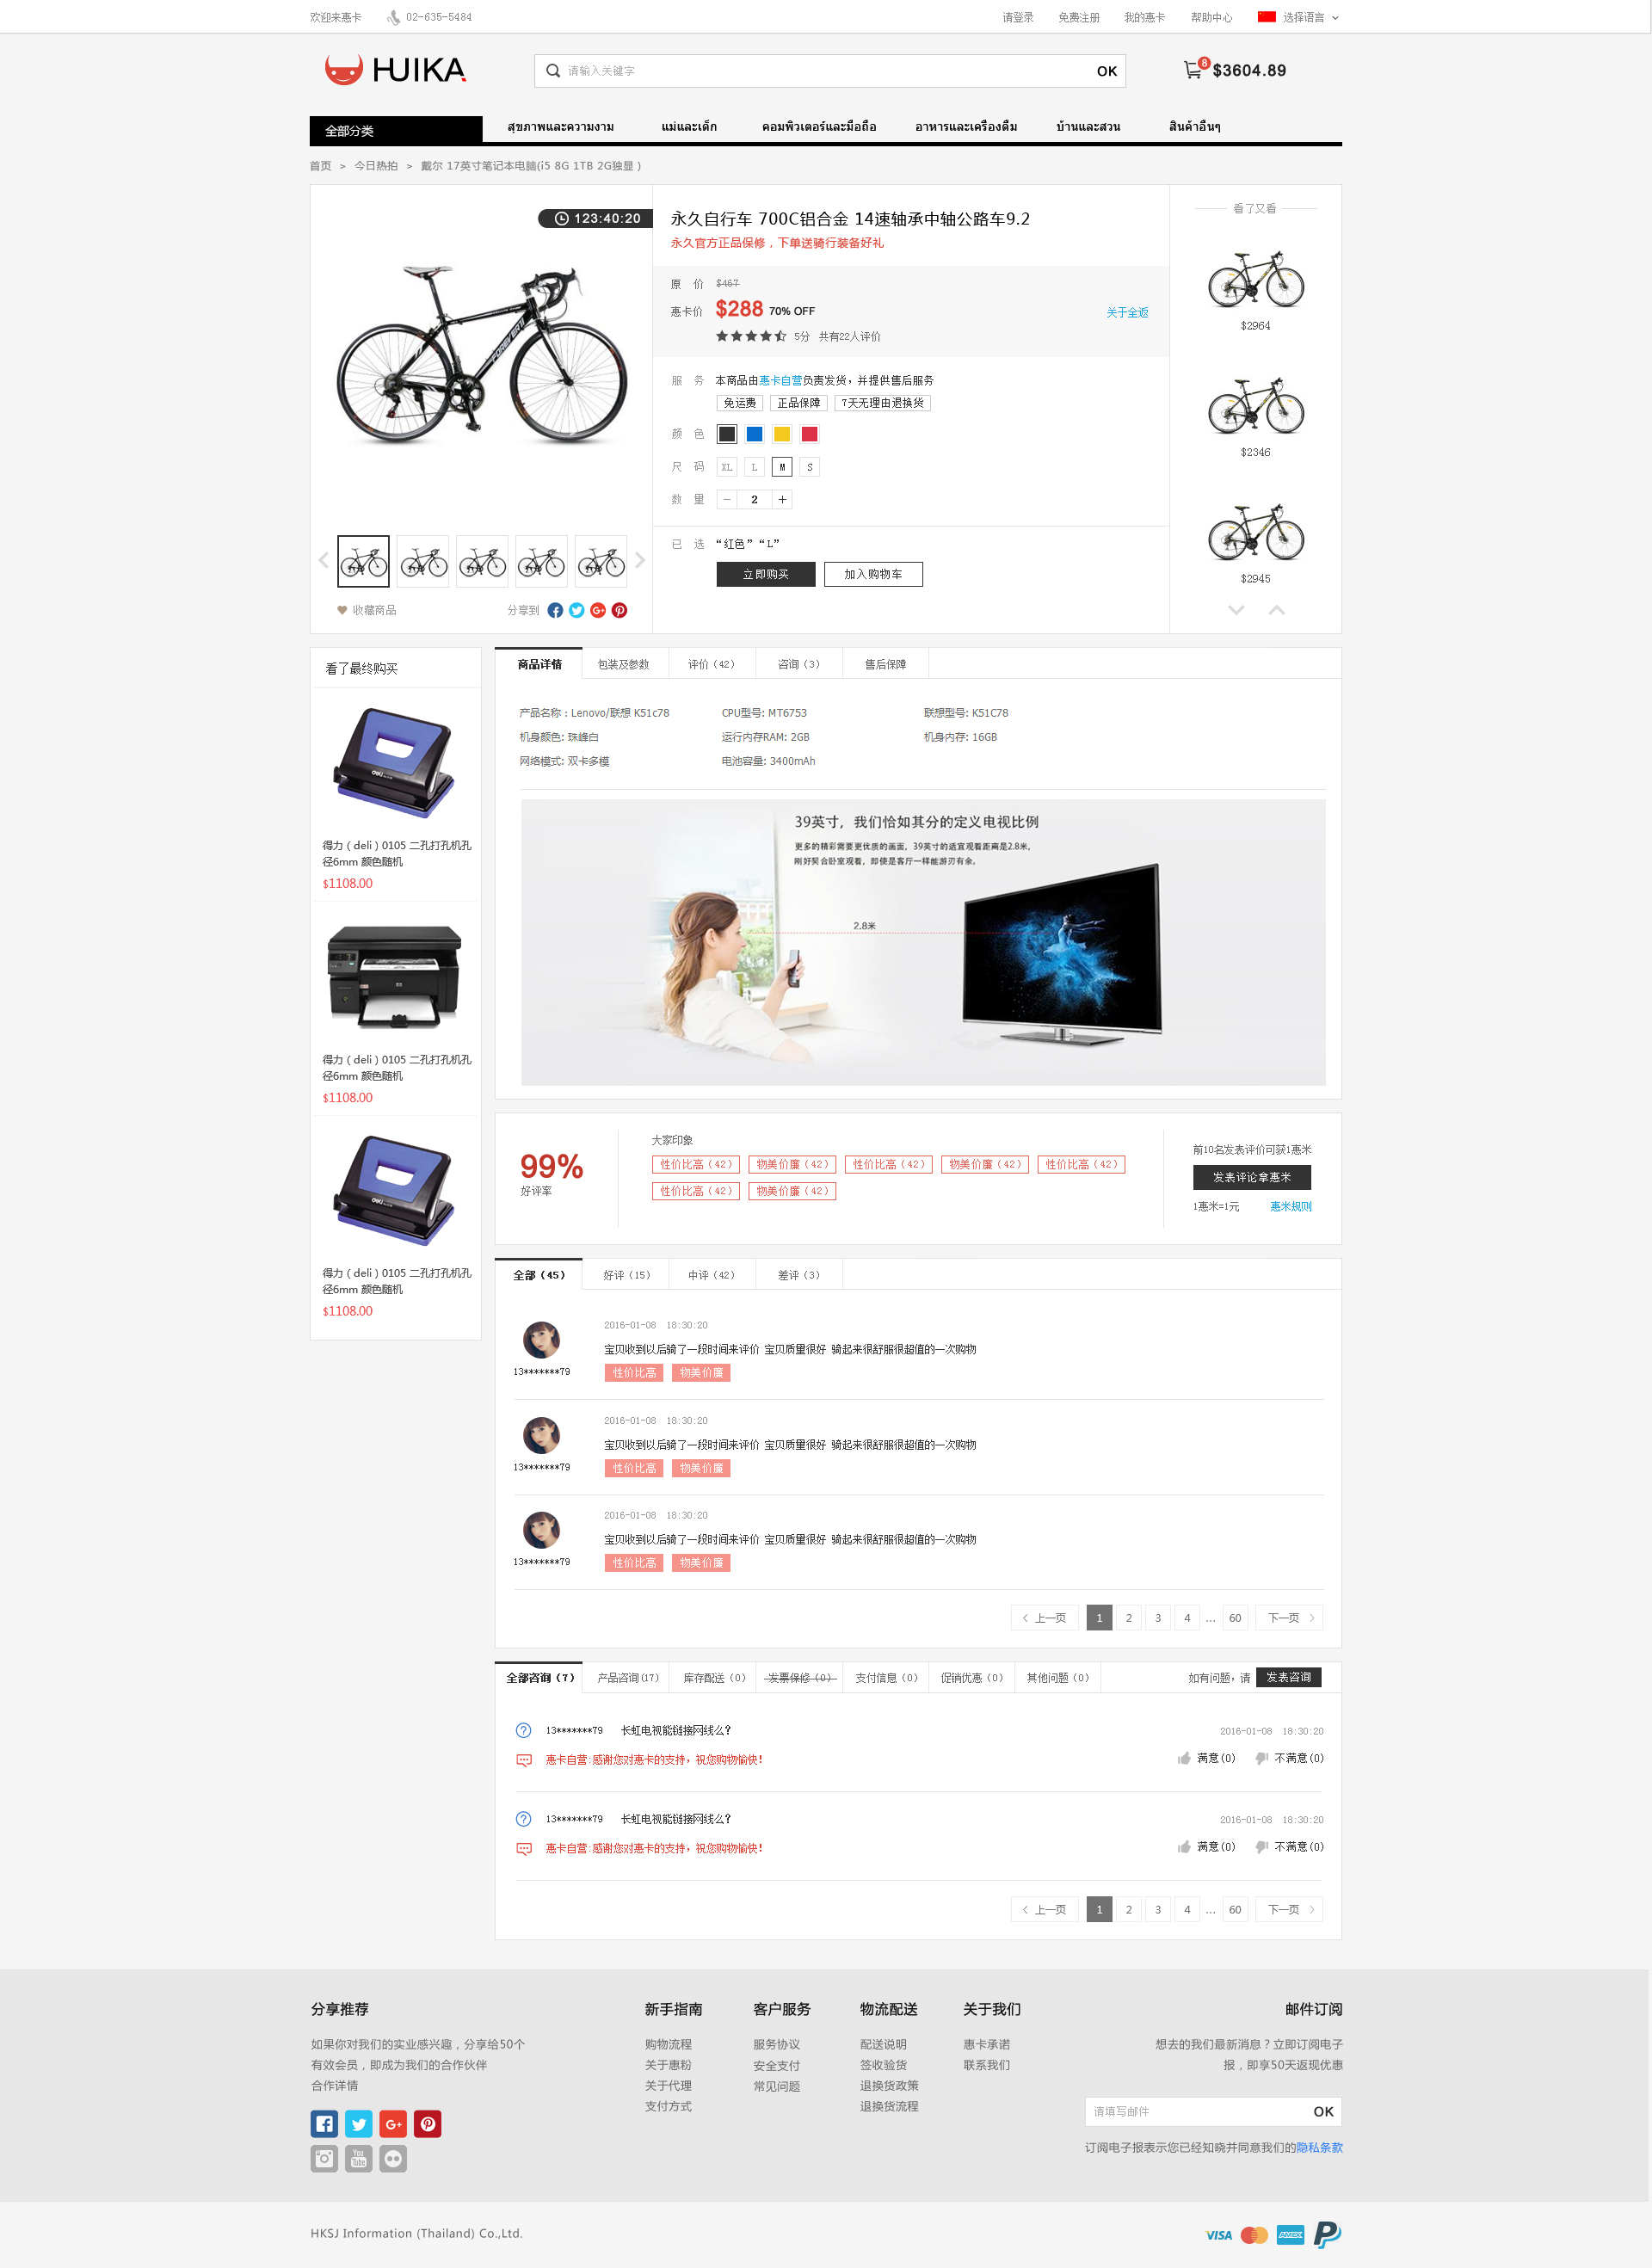 欢迎来惠卡 02-635-5484 请登录 免费注册 我的惠卡 帮助中心 选择语言
HUIKA 请输入关键字 OK 8 $3604.89
全部分类 สุขภาพและความงาม แม่และเด็ก คอมพิวเตอร์และมือถือ อาหารและเครื่องดื่ม บ้านและสวน สินค้าอื่นๆ
首页 > 今日热拍 > 戴尔 17英寸笔记本电脑(i5 8G 1TB 2G独显 )
123:40:20
FOREVER
收藏商品 分享到
永久自行车 700C铝合金 14速轴承中轴公路车9.2
永久官方正品保修，下单送骑行装备好礼
原 价 $467
惠卡价 $288 70% OFF 关于全返
5分 共有22人评价
服 务 本商品由惠卡自营负责发货，并提供售后服务
免运费 正品保障 7天无理由退换货
颜 色
尺 码 XL L M S
数 量 — 2 +
已 选 “红色”“L”
立即购买 加入购物车
看了又看
$2964
$2346
$2945
看了最终购买
deli
得力 ( deli ) 0105 二孔打孔机孔
径6mm 颜色随机
$1108.00
hp
得力 ( deli ) 0105 二孔打孔机孔
径6mm 颜色随机
$1108.00
deli
得力 ( deli ) 0105 二孔打孔机孔
径6mm 颜色随机
$1108.00
商品详情 包装及参数 评价（42） 咨询（3） 售后保障
产品名称：Lenovo/联想 K51c78 CPU型号: MT6753 联想型号: K51C78
机身颜色: 珠峰白 运行内存RAM: 2GB 机身内存: 16GB
网络模式: 双卡多模 电池容量: 3400mAh
39英寸，我们恰如其分的定义电视比例
更多的精彩需要更优质的画面，39英寸的适宜观看距离是2.8米，
刚好契合卧室观看，即使是客厅一样能游刃有余。
2.8米
99%
好评率
大家印象
性价比高（42） 物美价廉（42） 性价比高（42） 物美价廉（42） 性价比高（42）
性价比高（42） 物美价廉（42）
前10名发表评价可获1惠米
发表评论拿惠米
1惠米=1元 惠米规则
全部（45） 好评（15） 中评（42） 差评（3）
2016-01-08 18:30:20
宝贝收到以后骑了一段时间来评价 宝贝质量很好 骑起来很舒服很超值的一次购物
13*******79 性价比高 物美价廉
2016-01-08 18:30:20
宝贝收到以后骑了一段时间来评价 宝贝质量很好 骑起来很舒服很超值的一次购物
13*******79 性价比高 物美价廉
2016-01-08 18:30:20
宝贝收到以后骑了一段时间来评价 宝贝质量很好 骑起来很舒服很超值的一次购物
13*******79 性价比高 物美价廉
上一页 1 2 3 4 ... 60 下一页
全部咨询（7） 产品咨询(17) 库存配送（0） 发票保修（0） 支付信息（0） 促销优惠（0） 其他问题（0） 如有问题，请 发表咨询
13*******79 长虹电视能链接网线么? 2016-01-08 18:30:20
惠卡自营:感谢您对惠卡的支持，祝您购物愉快! 满意(0) 不满意(0)
13*******79 长虹电视能链接网线么? 2016-01-08 18:30:20
惠卡自营:感谢您对惠卡的支持，祝您购物愉快! 满意(0) 不满意(0)
上一页 1 2 3 4 ... 60 下一页
分享推荐
如果你对我们的实业感兴趣，分享给50个
有效会员，即成为我们的合作伙伴
合作详情
G+
You Tube
新手指南
购物流程
关于惠粉
关于代理
支付方式
客户服务
服务协议
安全支付
常见问题
物流配送
配送说明
签收验货
退换货政策
退换货流程
关于我们
惠卡承诺
联系我们
邮件订阅
想去的我们最新消息？立即订阅电子
报，即享50天返现优惠
请填写邮件 OK
订阅电子报表示您已经知晓并同意我们的隐私条款
HKSJ Information (Thailand) Co.,Ltd. VISA AMEX